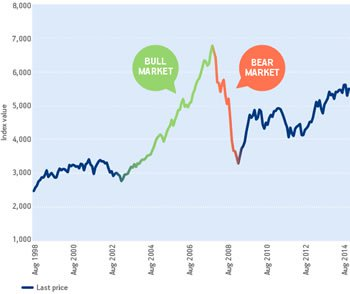 8,000
7,000
6,000
5,000
4,000
3,000
2,000
1,000
Index value
BULL
MARKET
BEAR
MARKET
Aug 1998
Aug 2000
Aug 2002
Aug 2004
Aug 2006
Aug 2008
Aug 2010
Aug 2012
Aug 2014
Last price